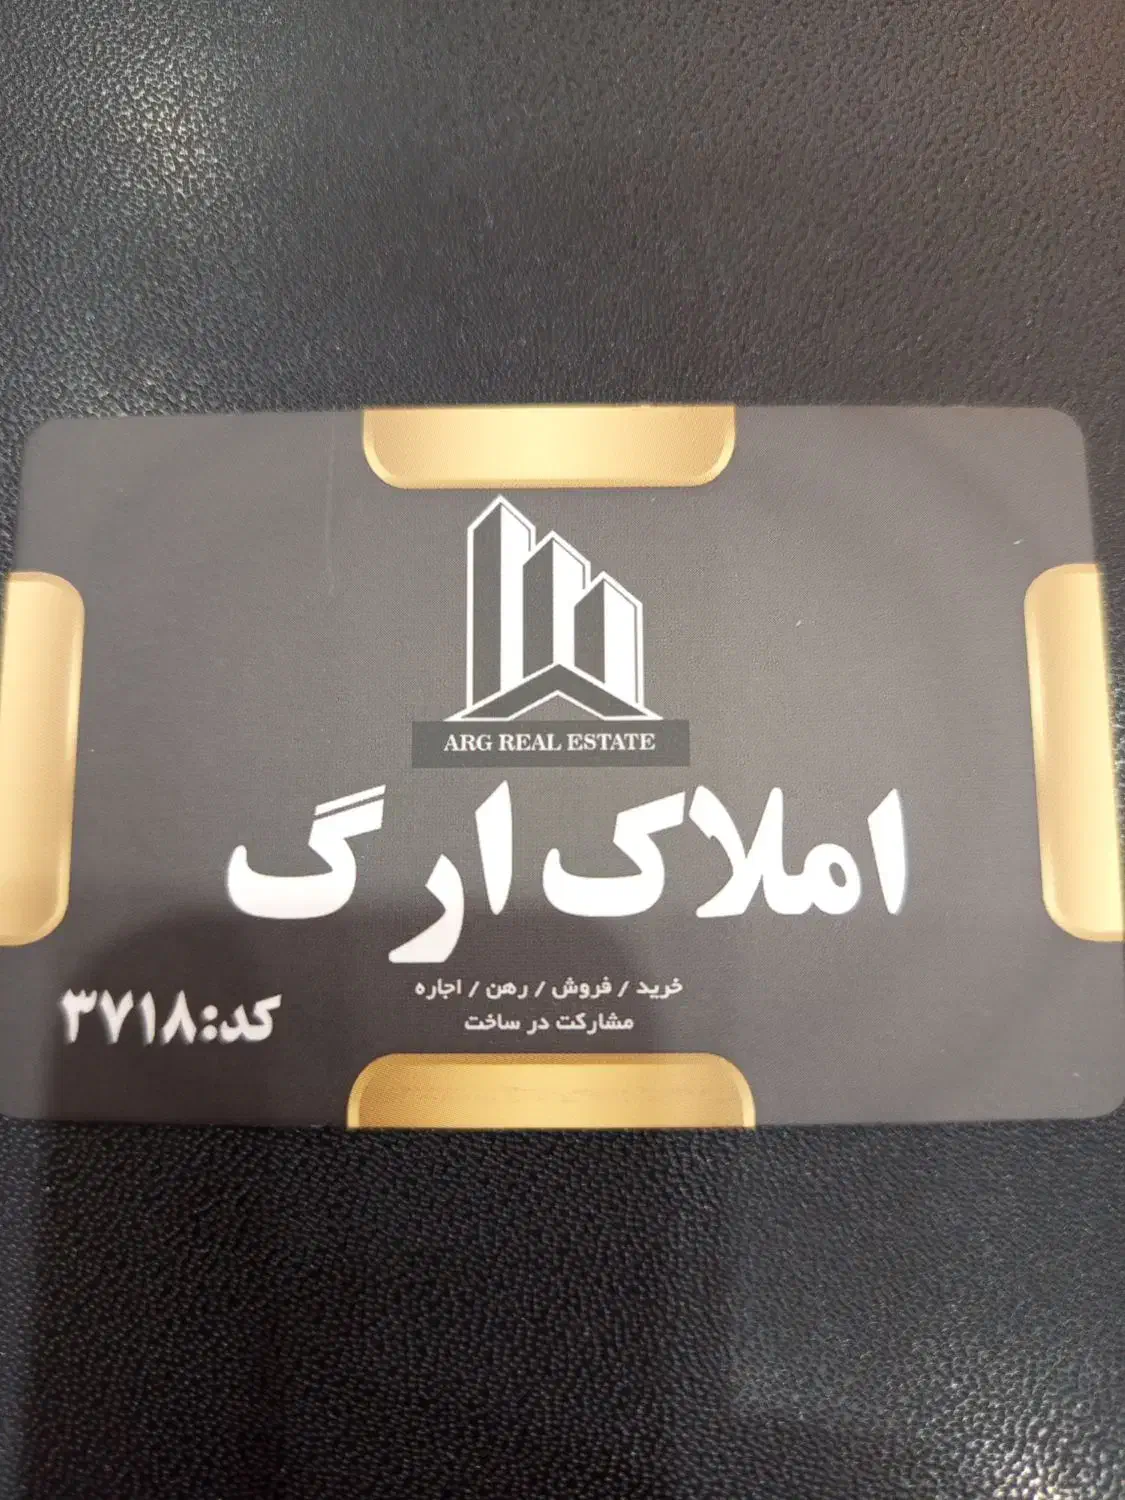 ARG REAL ESTATE
املاک ارگ
خرید / فروش / رهن / اجاره
مشارکت در ساخت
کد:۳۷۱۸